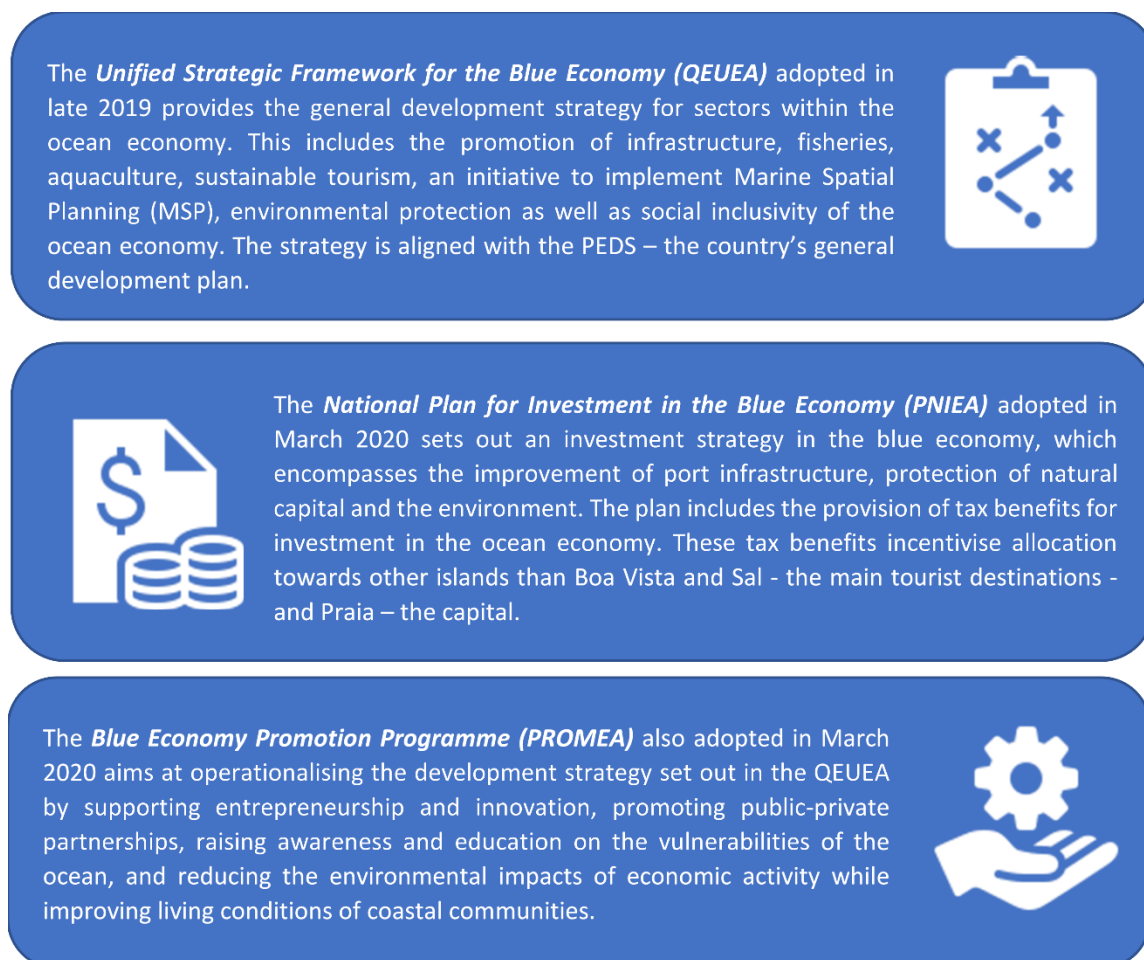 The Unified Strategic Framework for the Blue Economy (QEUEA) adopted in
late 2019 provides the general development strategy for sectors within the
ocean economy. This includes the promotion of infrastructure, fisheries,
aquaculture, sustainable tourism, an initiative to implement Marine Spatial
Planning (MSP), environmental protection as well as social inclusivity of the
ocean economy. The strategy is aligned with the PEDS – the country's general
development plan.
The National Plan for Investment in the Blue Economy (PNIEA) adopted in
March 2020 sets out an investment strategy in the blue economy, which
encompasses the improvement of port infrastructure, protection of natural
capital and the environment. The plan includes the provision of tax benefits for
investment in the ocean economy. These tax benefits incentivise allocation
towards other islands than Boa Vista and Sal - the main tourist destinations -
and Praia – the capital.
$
The Blue Economy Promotion Programme (PROMEA) also adopted in March
2020 aims at operationalising the development strategy set out in the QEUEA
by supporting entrepreneurship and innovation, promoting public-private
partnerships, raising awareness and education on the vulnerabilities of the
ocean, and reducing the environmental impacts of economic activity while
improving living conditions of coastal communities.